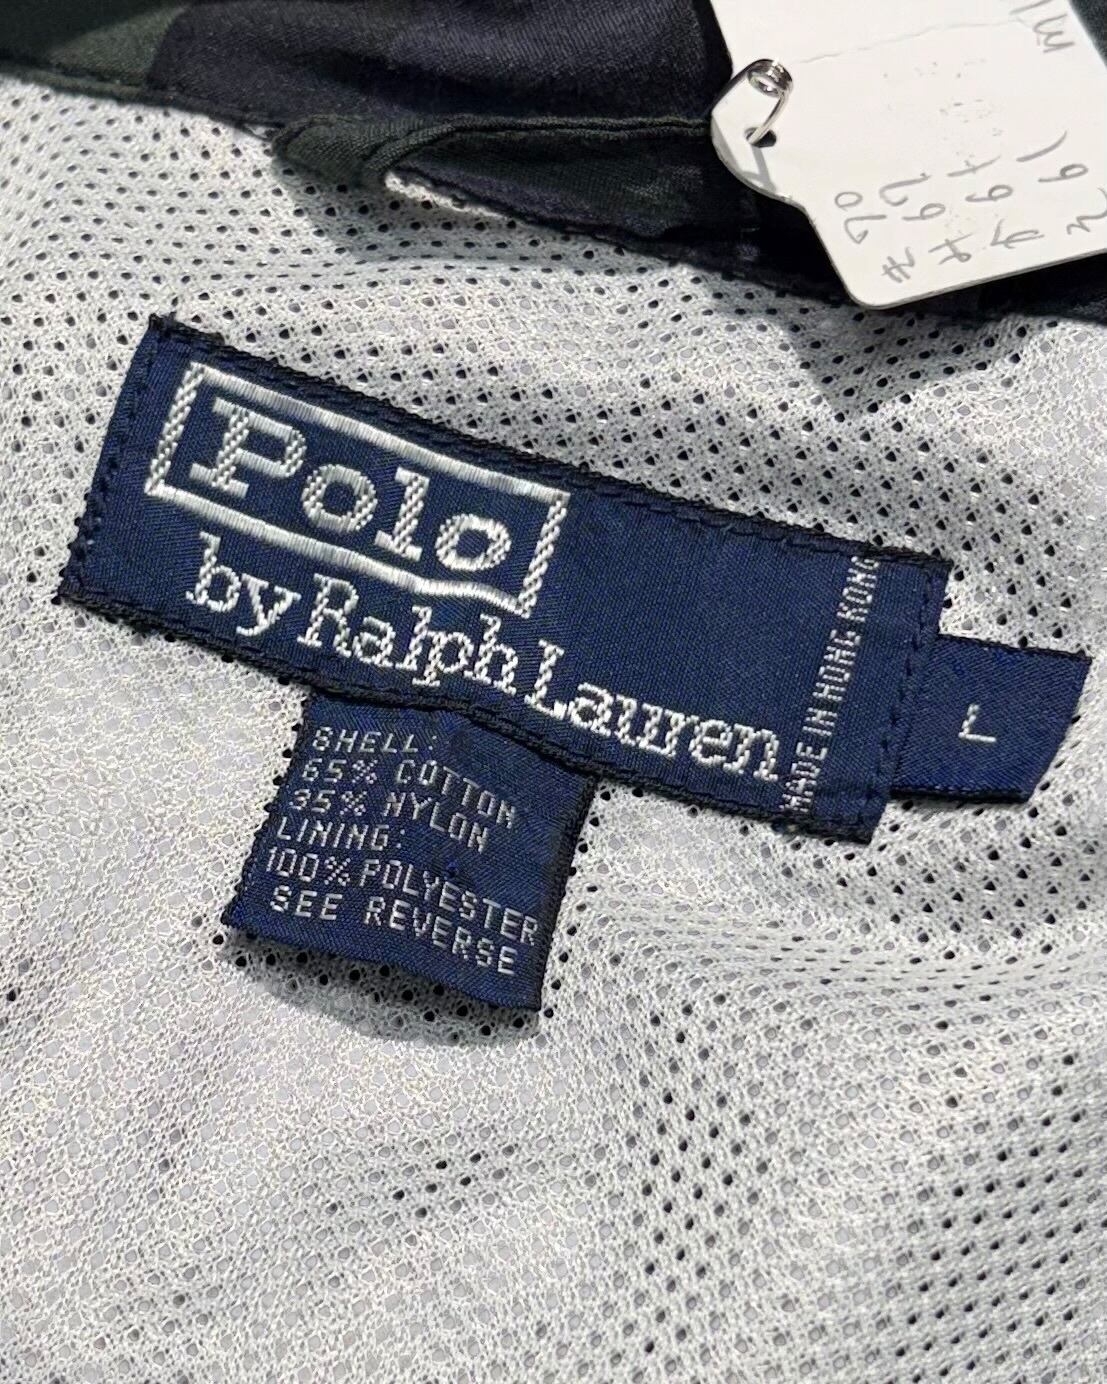 Polo
by Ralph Lauren
MADE IN HONG KONG
L
SHELL:
65% COTTON
35% NYLON
LINING:
100% POLYESTER
SEE REVERSE